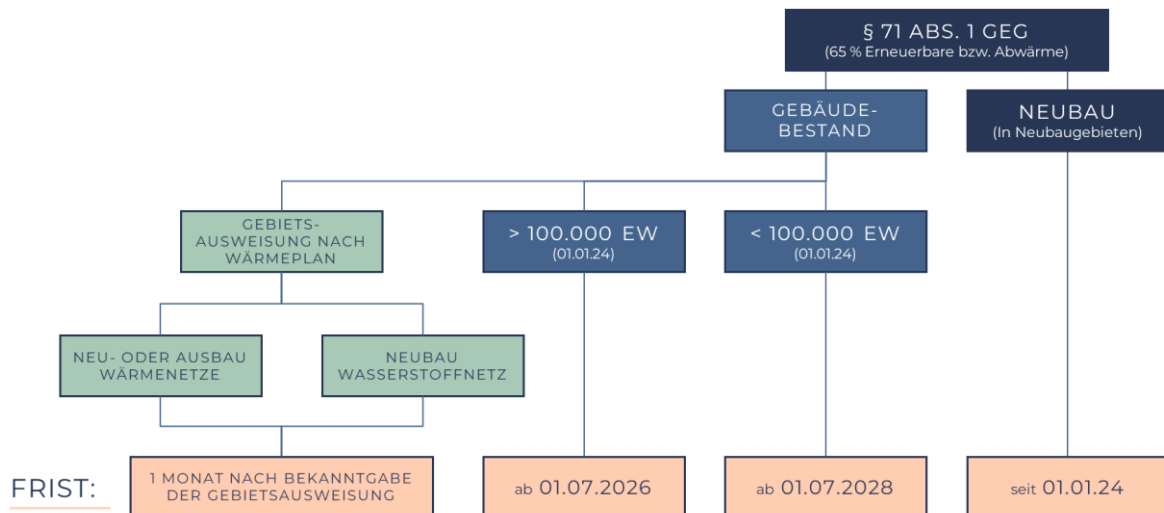 § 71 ABS. 1 GEG
(65 % Erneuerbare bzw. Abwärme)
GEBÄUDE-
BESTAND
NEUBAU
(In Neubaugebieten)
GEBIETS-
AUSWEISUNG NACH
WÄRMEPLAN
> 100.000 EW
(01.01.24)
< 100.000 EW
(01.01.24)
NEU- ODER AUSBAU
WÄRMENETZE
NEUBAU
WASSERSTOFFNETZ
FRIST:
1 MONAT NACH BEKANNTGABE
DER GEBIETSAUSWEISUNG
ab 01.07.2026
ab 01.07.2028
seit 01.01.24